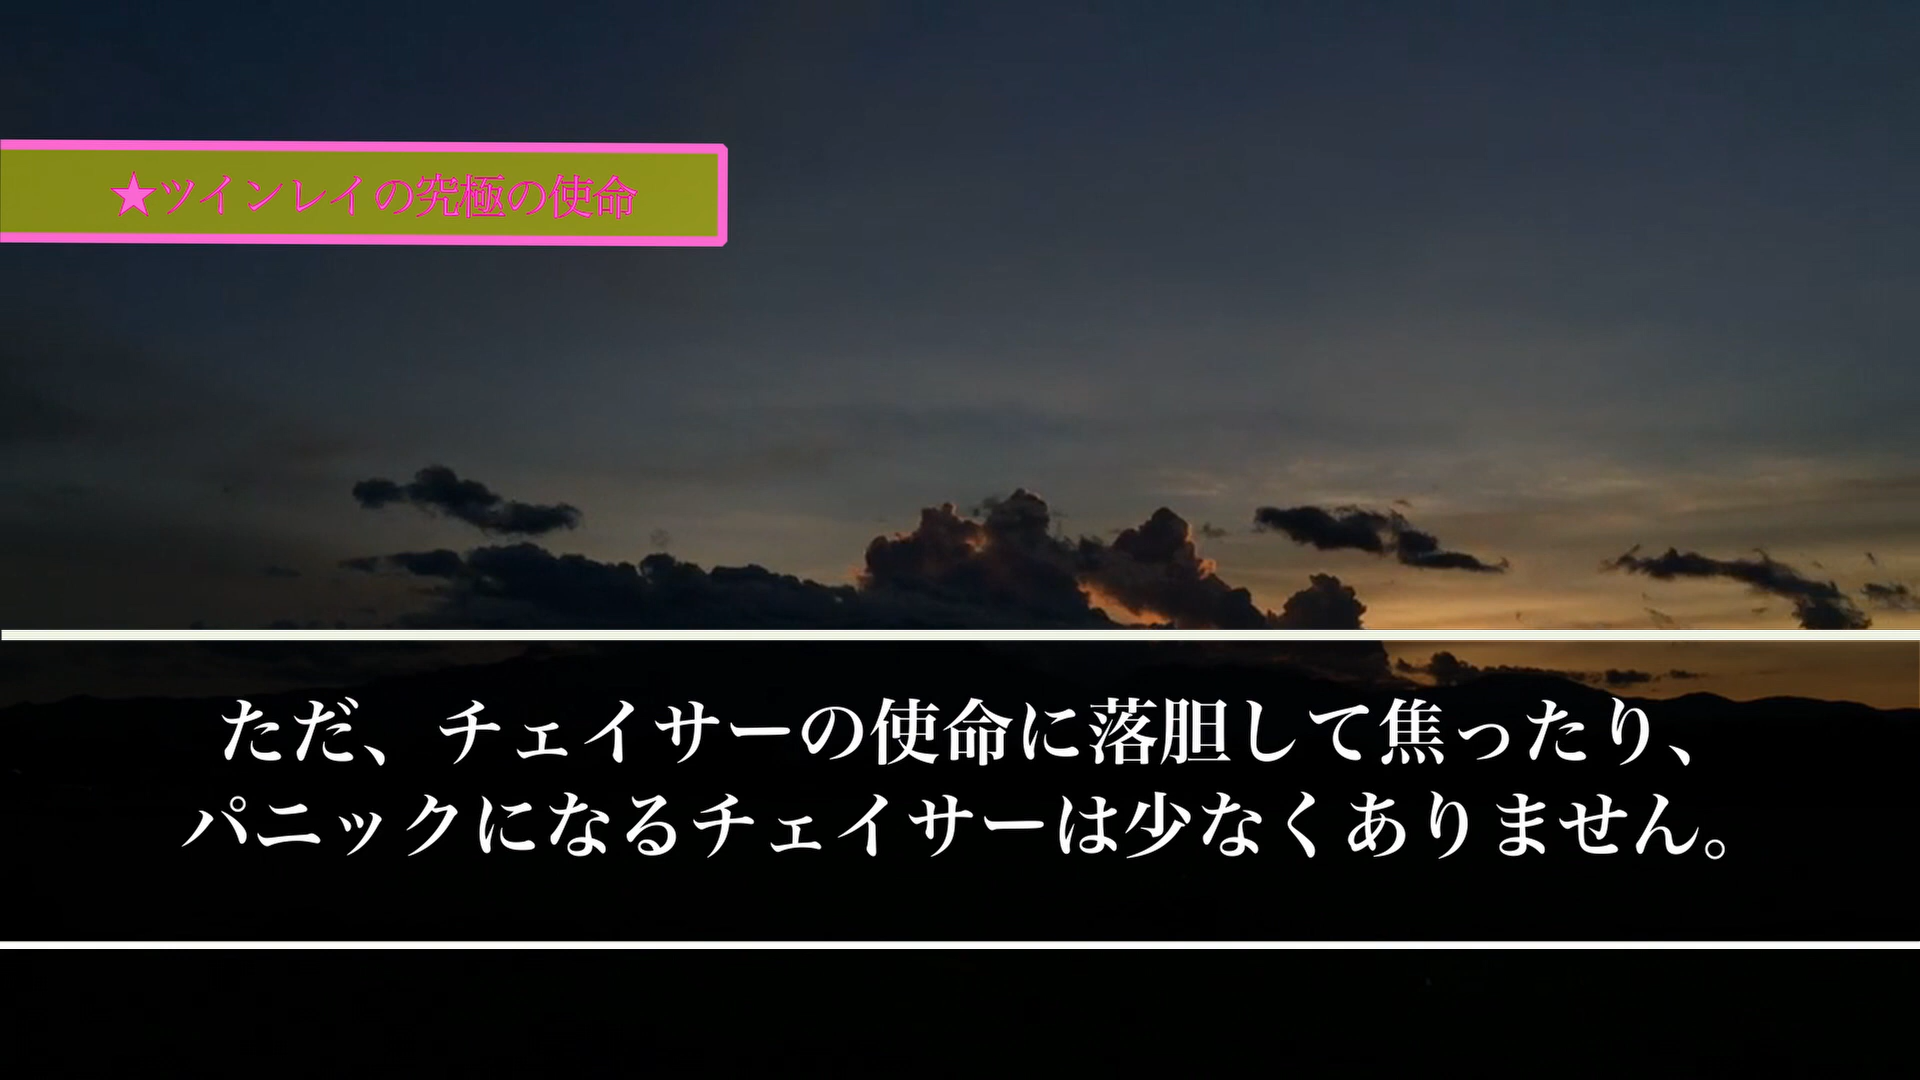 ★ツインレイの究極の使命
ただ、チェイサーの使命に落胆して焦ったり、
パニックになるチェイサーは少なくありません。